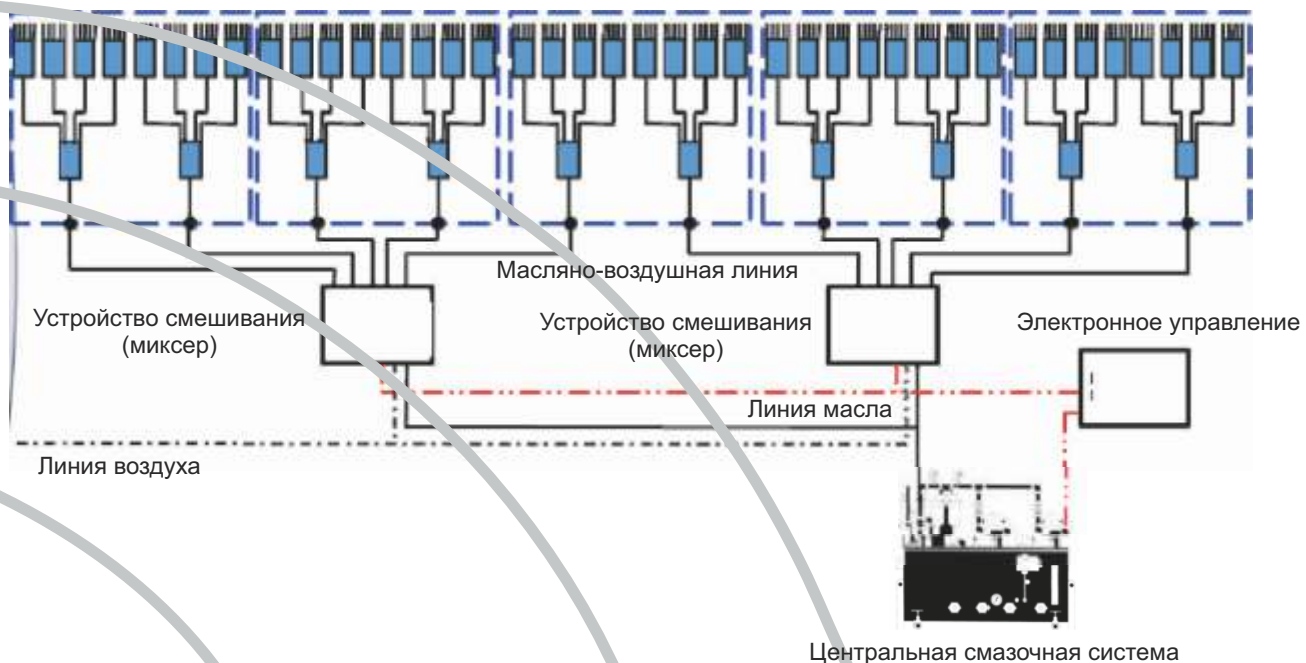 Масляно-воздушная линия
Устройство смешивания
(миксер)
Устройство смешивания
(миксер)
Электронное управление
Линия масла
Линия воздуха
Центральная смазочная система